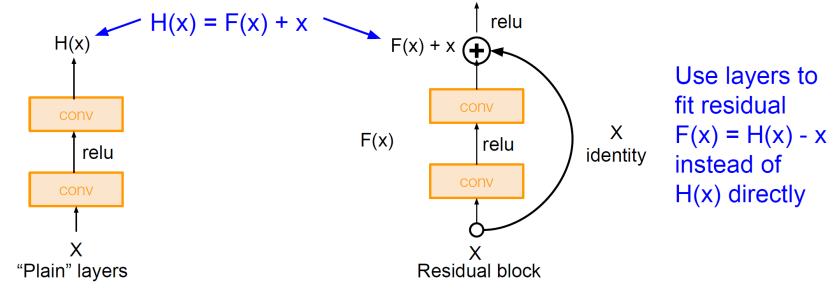 H(x) = F(x) + x
H(x)
conv
relu
conv
X
“Plain” layers
relu
F(x) + x
+
conv
F(x)
relu
conv
X
identity
X
Residual block
Use layers to
fit residual
F(x) = H(x) - x
instead of
H(x) directly